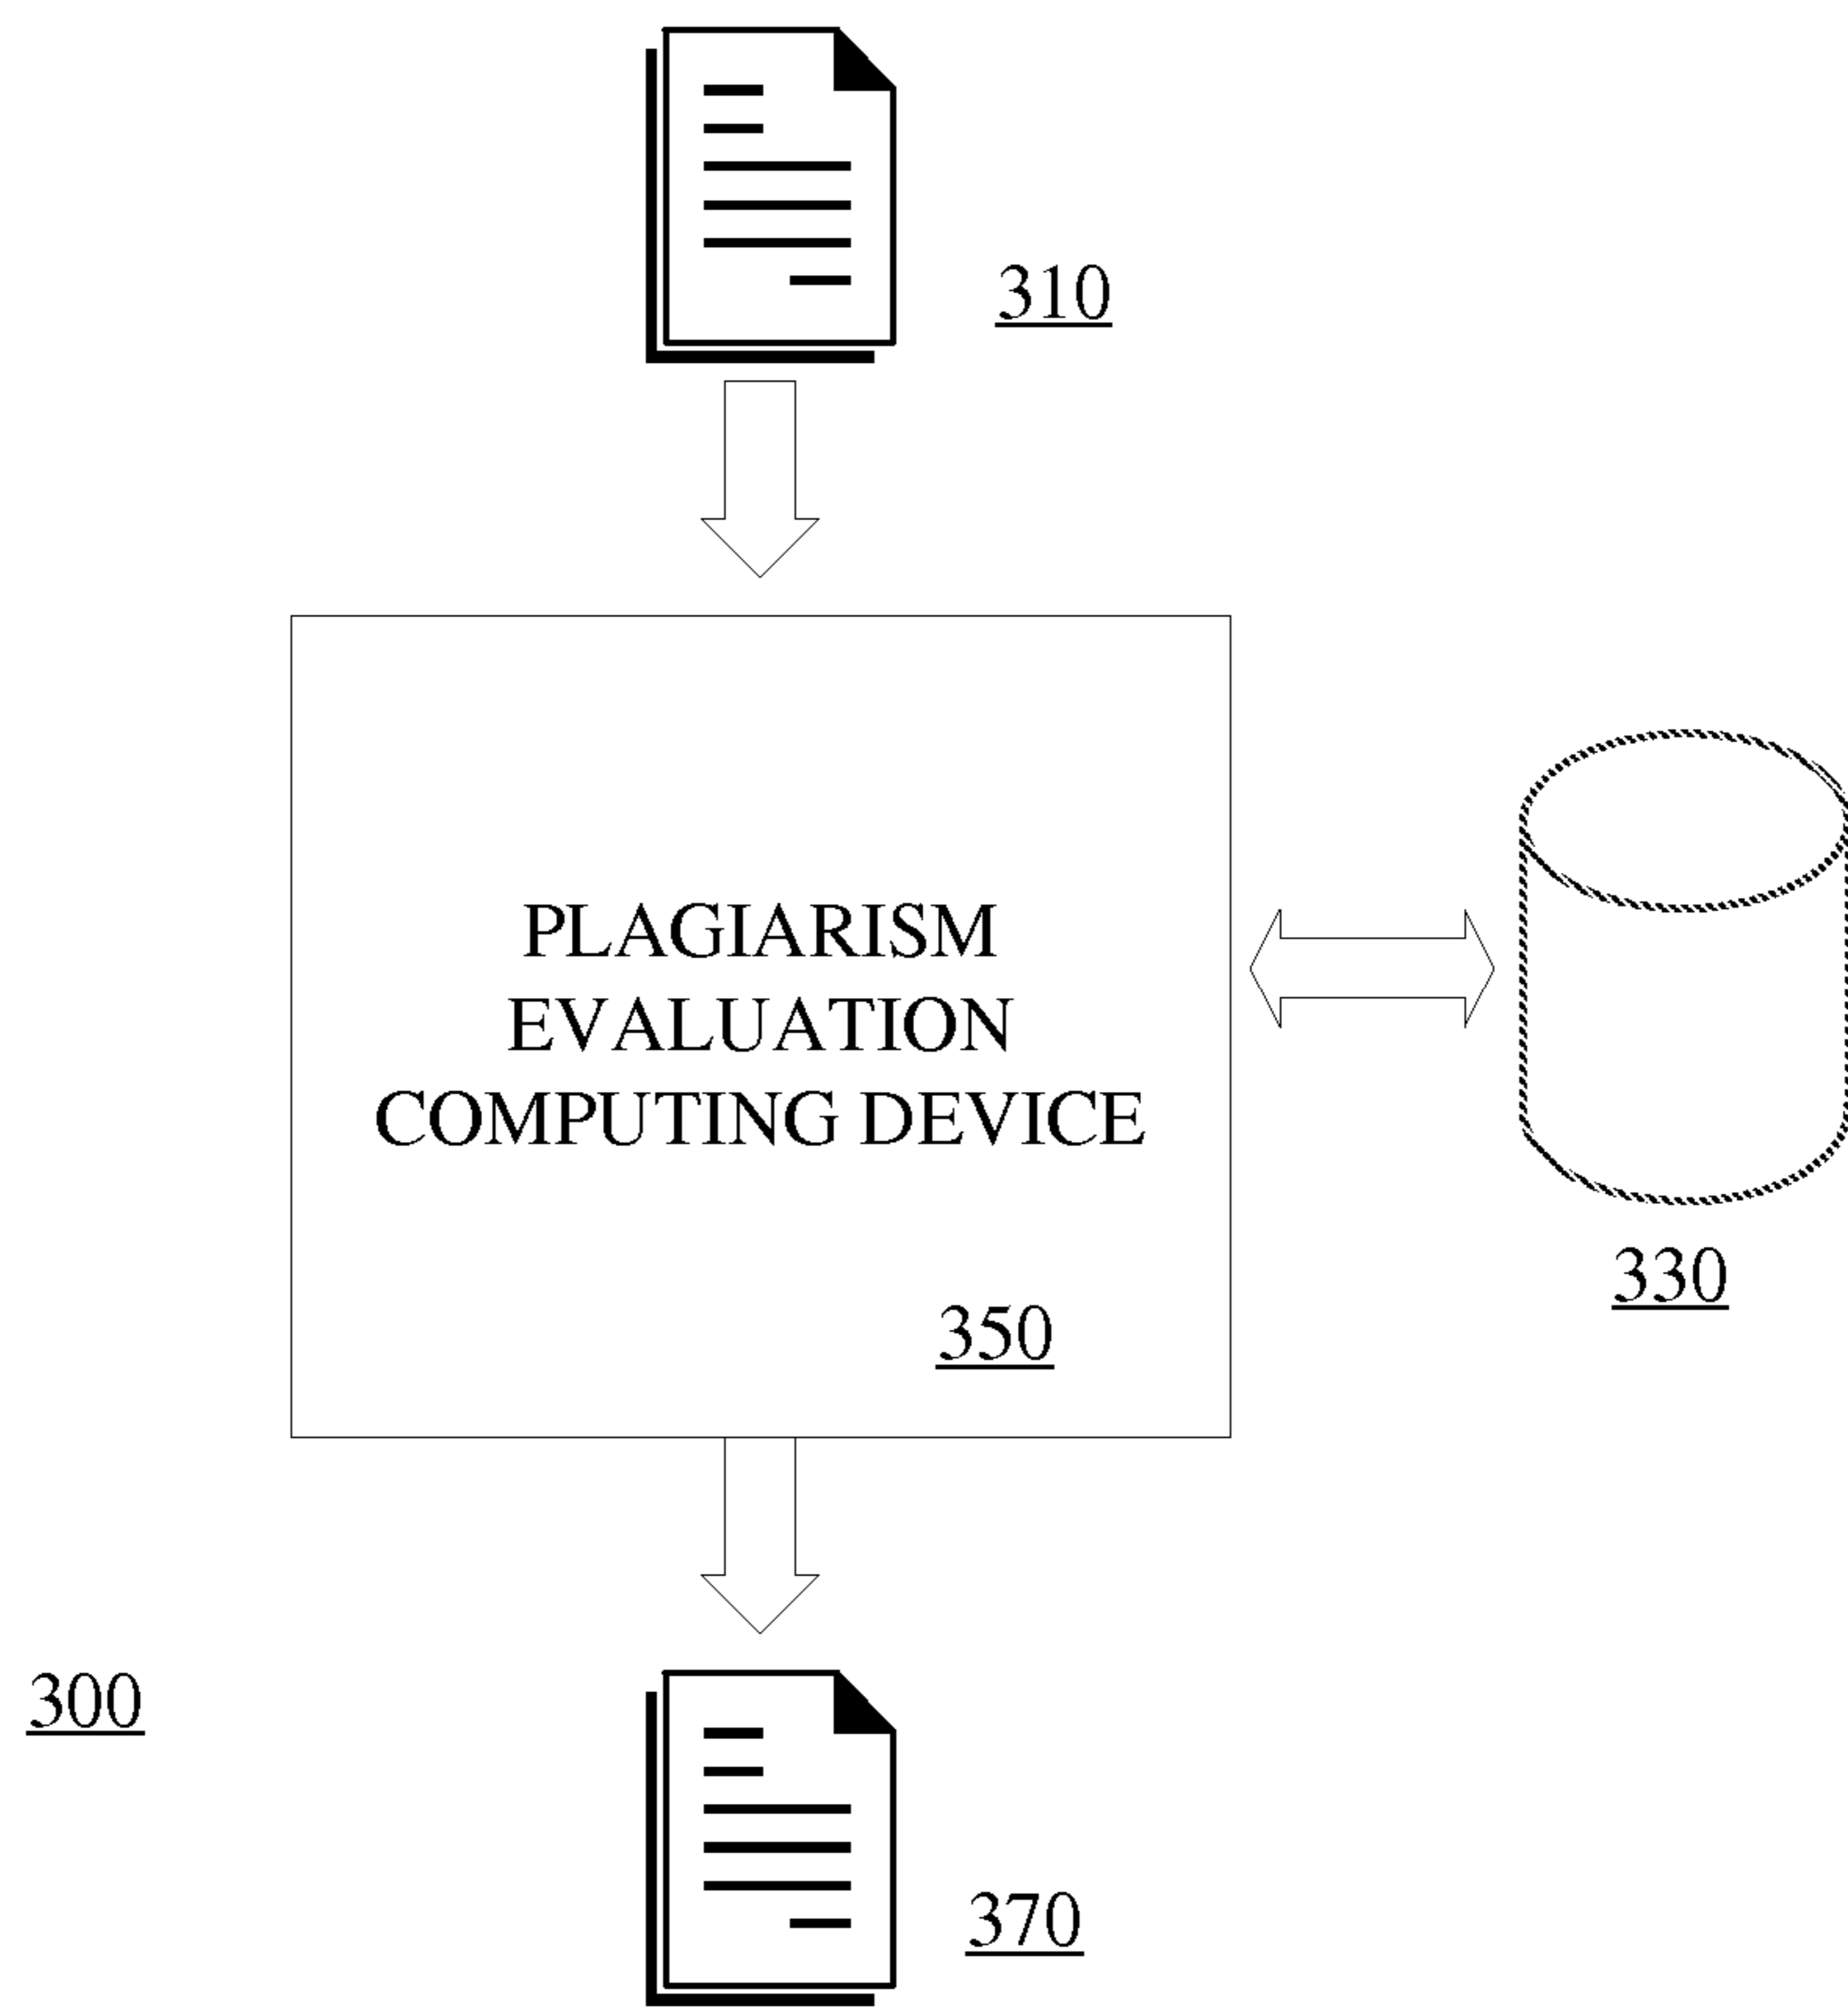 310
PLAGIARISM
EVALUATION
COMPUTING DEVICE
330
350
300
370